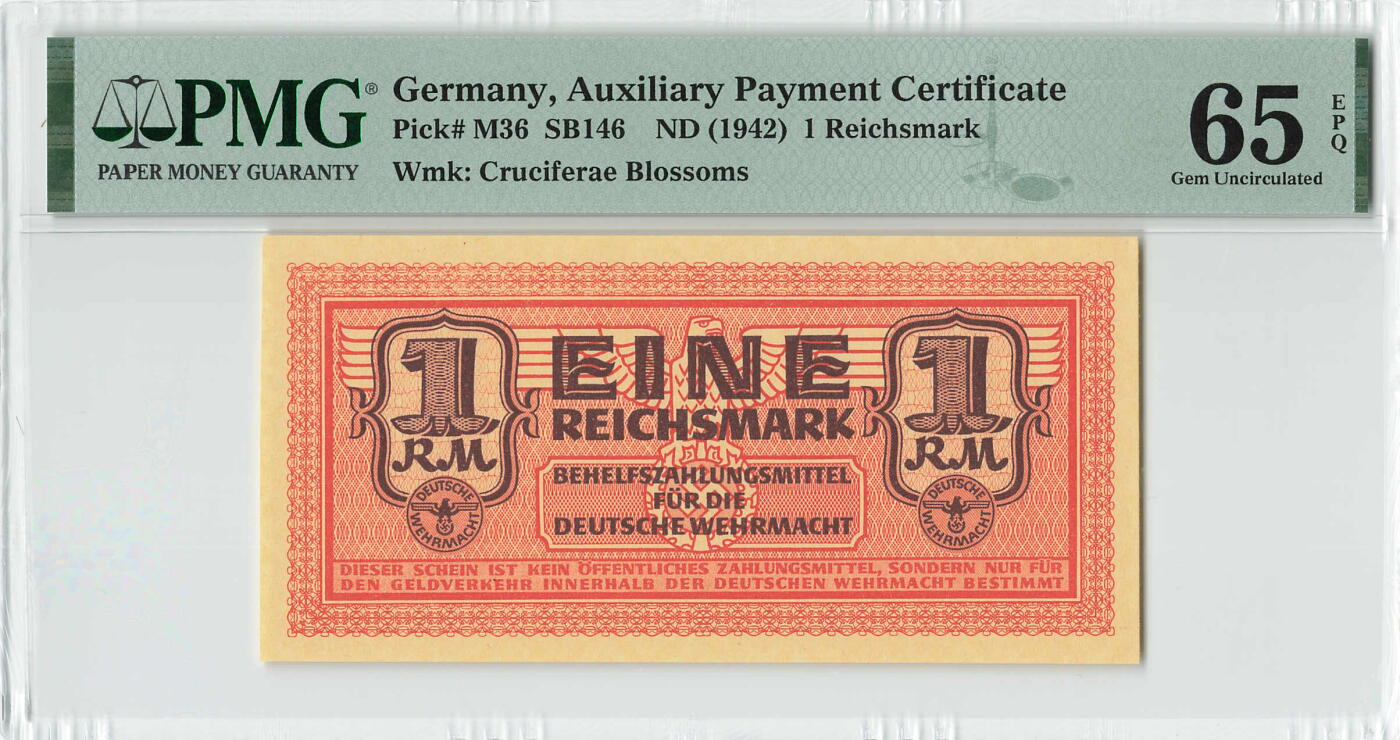 PMG®
PAPER MONEY GUARANTY
Germany, Auxiliary Payment Certificate
Pick# M36 SB146 ND (1942) 1 Reichsmark
Wmk: Cruciferae Blossoms
65 EPQ
Gem Uncirculated
1 EINE 1
RM REICHSMARK RM
BEHELFSZAHLUNGSMITTEL
FÜR DIE
DEUTSCHE WEHRMACHT
DEUTSCHE WEHRMACHT
DEUTSCHE WEHRMACHT
DIESER SCHEIN IST KEIN ÖFFENTLICHES ZAHLUNGSMITTEL, SONDERN NUR FÜR
DEN GELDVERKEHR INNERHALB DER DEUTSCHEN WEHRMACHT BESTIMMT